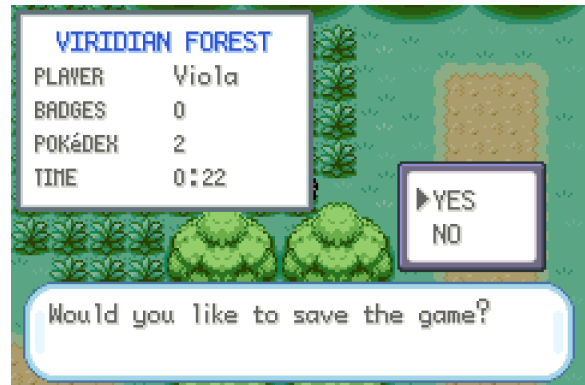 VIRIDIAN FOREST
PLAYER Viola
BADGES 0
POKéDEX 2
TIME 0:22
YES
NO
Would you like to save the game?